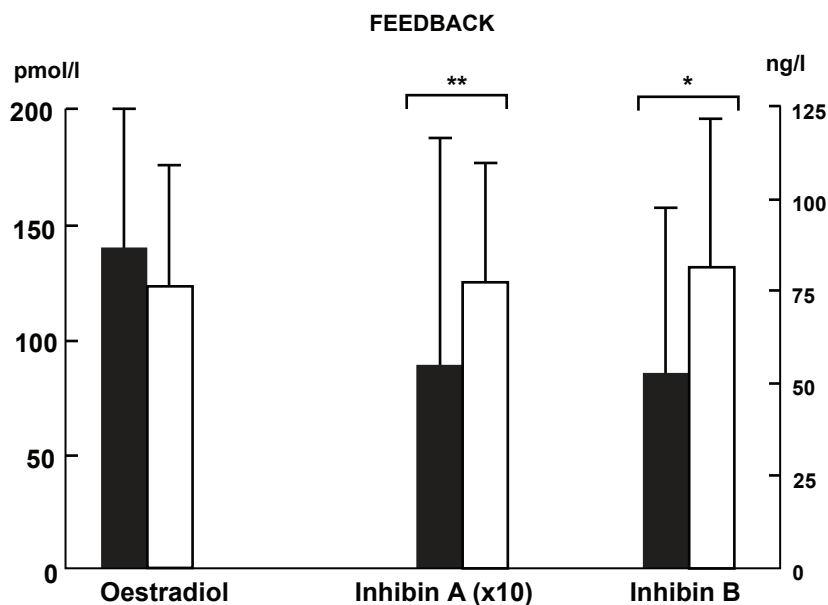 FEEDBACK
pmol/l
ng/l
**
*
200
150
100
50
0
125
100
75
50
25
0
Oestradiol
Inhibin A (x10)
Inhibin B